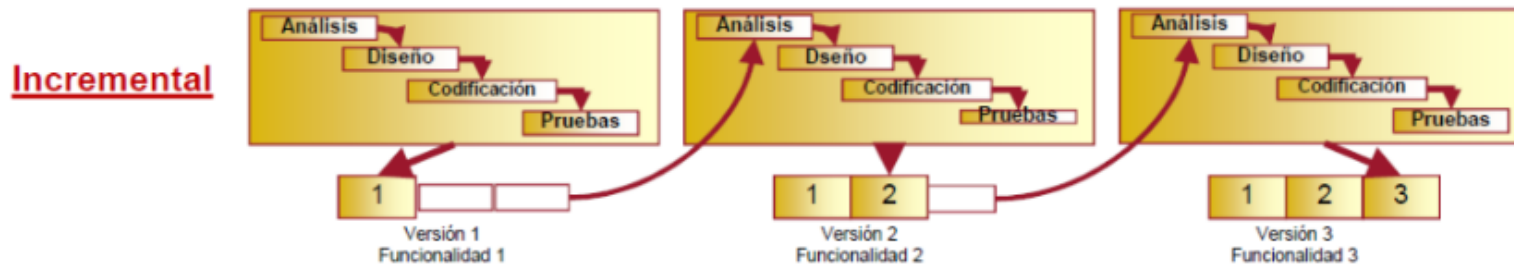 Incremental
Análisis
Diseño
Codificación
Pruebas
1
Versión 1
Funcionalidad 1
Análisis
Dseño
Codificación
Pruebas
1 2
Versión 2
Funcionalidad 2
Análisis
Diseño
Codificación
Pruebas
1 2 3
Versión 3
Funcionalidad 3